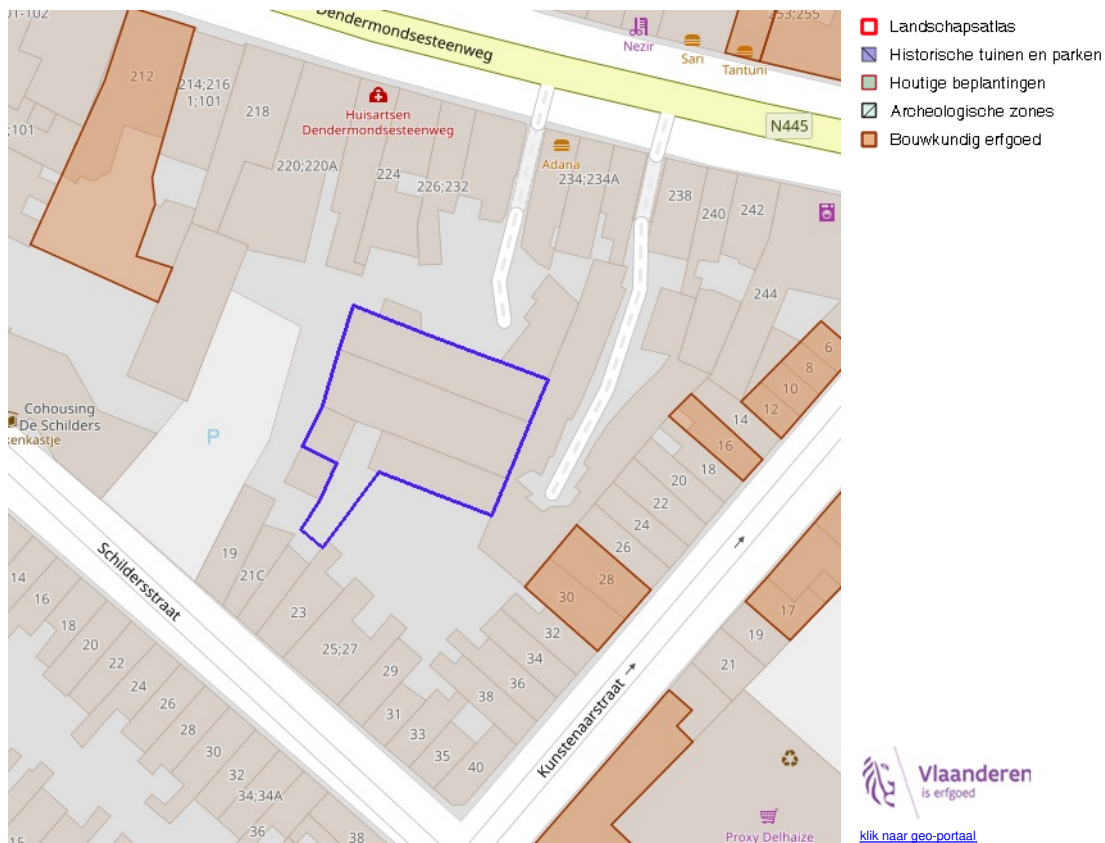 101-102
Dendermondsesteenweg
Nezir
Sari
Tantuni
253;255
212
214;216
1;101
218
;101
Huisartsen
Dendermondsesteenweg
N445
Adana
220;220A
224
226;232
234;234A
238
240
242
244
6
8
10
12
14
16
18
20
22
24
26
28
30
32
34
36
38
40
Cohousing
De Schilders
kenkastje
P
19
21C
23
25;27
29
31
33
35
Schildersstraat
14
16
18
20
22
24
26
28
30
32
34;34A
36
38
15
Kunstenaarstraat
17
19
21
Proxy Delhaize
Landschapsatlas
Historische tuinen en parken
Houtige beplantingen
Archeologische zones
Bouwkundig erfgoed
Vlaanderen
is erfgoed
klik naar geo-portaal